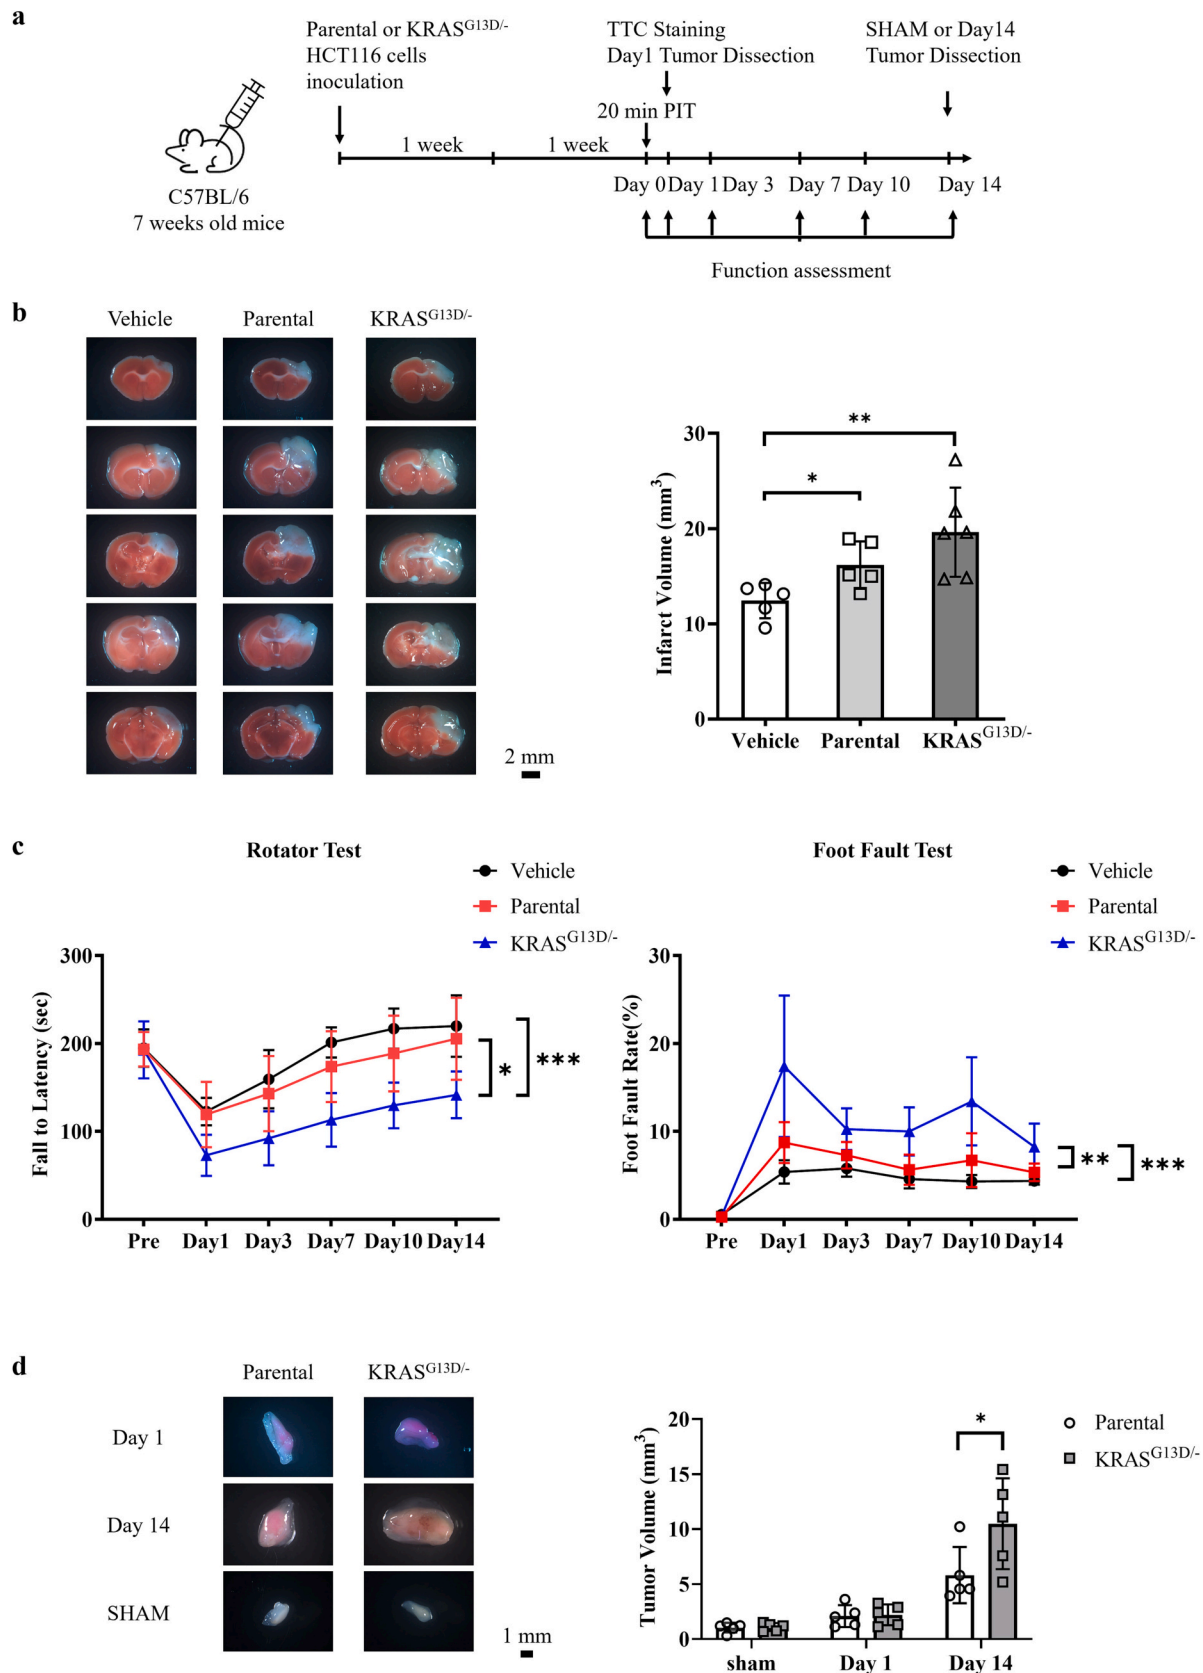 a
Parental or KRASG13D/-
HCT116 cells
inoculation
TTC Staining
Day1 Tumor Dissection
SHAM or Day14
Tumor Dissection
20 min PIT
1 week
1 week
C57BL/6
7 weeks old mice
Day 0 Day 1 Day 3 Day 7 Day 10 Day 14
Function assessment
b
Vehicle Parental KRASG13D/-
2 mm
Infarct Volume (mm3)
30
20
10
0
*
**
Vehicle Parental KRASG13D/-
c
Rotator Test
Vehicle
Parental
KRASG13D/-
Fall to Latency (sec)
300
200
100
0
* ***
Pre Day1 Day3 Day7 Day10 Day14
Foot Fault Test
Vehicle
Parental
KRASG13D/-
Foot Fault Rate(%)
30
20
10
0
** ***
Pre Day1 Day3 Day7 Day10 Day14
d
Parental KRASG13D/-
Day 1
Day 14
SHAM
1 mm
Tumor Volume (mm3)
20
15
10
5
0
*
Parental
KRASG13D/-
sham Day 1 Day 14